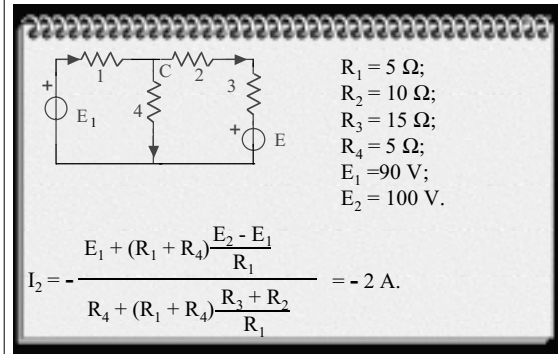 1
C
2
3
+
E₁
4
+
E
R₁ = 5 Ω;
R₂ = 10 Ω;
R₃ = 15 Ω;
R₄ = 5 Ω;
E₁ =90 V;
E₂ = 100 V.
I₂ = - (E₁ + (R₁ + R₄) (E₂ - E₁)/R₁) / (R₄ + (R₁ + R₄) (R₃ + R₂)/R₁) = - 2 A.